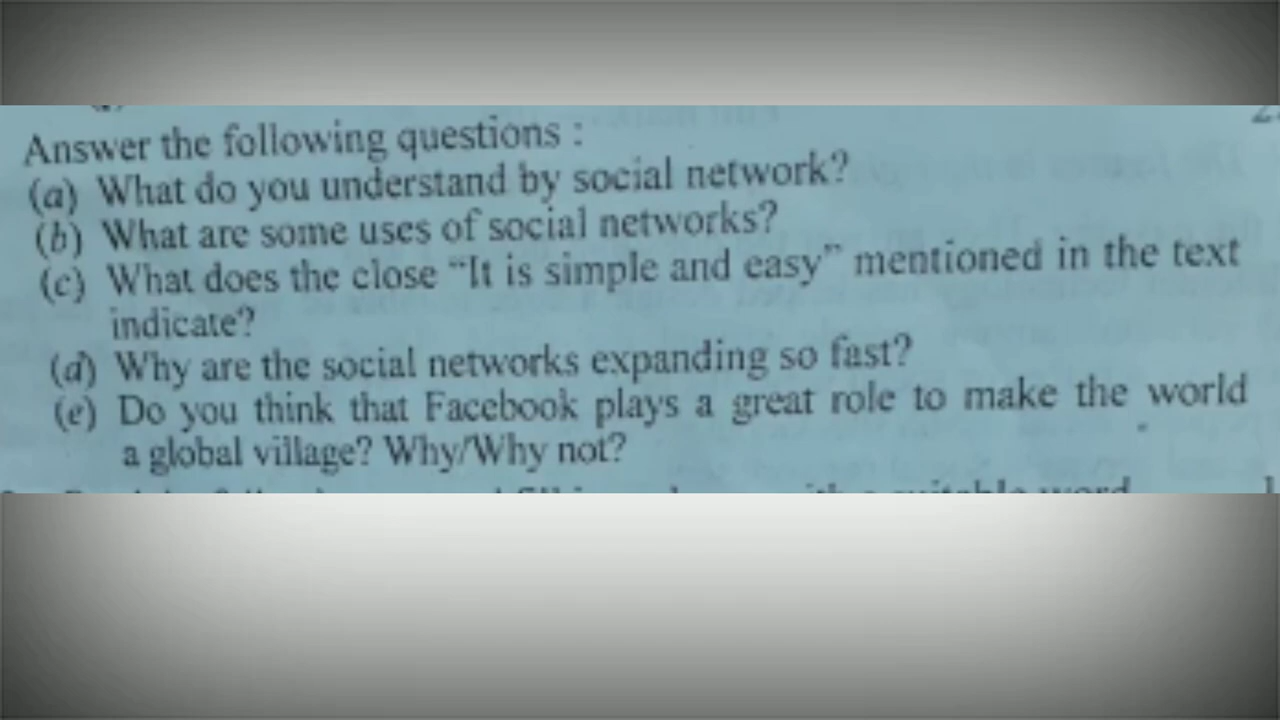 Answer the following questions :
(a) What do you understand by social network?
(b) What are some uses of social networks?
(c) What does the close “It is simple and easy” mentioned in the text
indicate?
(d) Why are the social networks expanding so fast?
(e) Do you think that Facebook plays a great role to make the world
a global village? Why/Why not?
with a suitable word